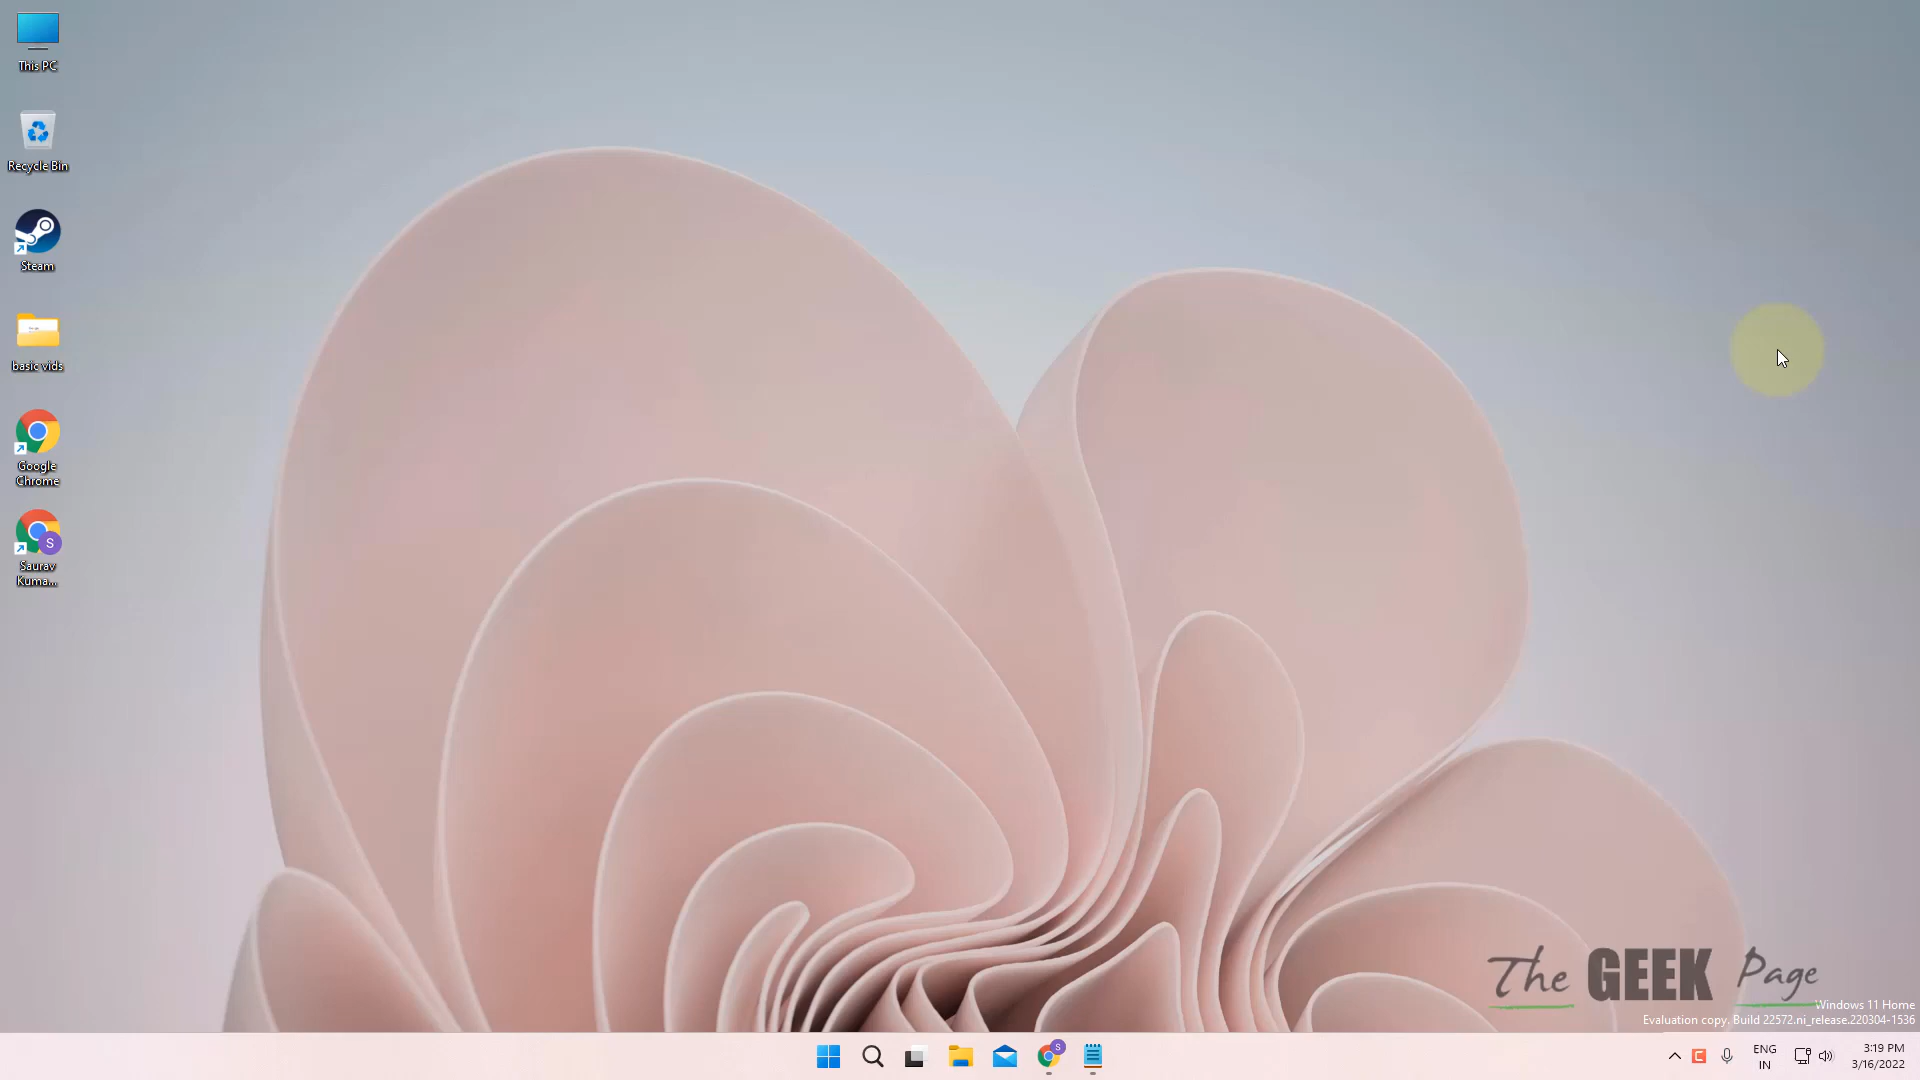 This PC
Recycle Bin
Steam
basic vids
Google
Chrome
S
Saurav
Kuma...
The GEEK Page
Windows 11 Home
Evaluation copy. Build 22572.ni_release.220304-1536
S
C
ENG
IN
3:19 PM
3/16/2022